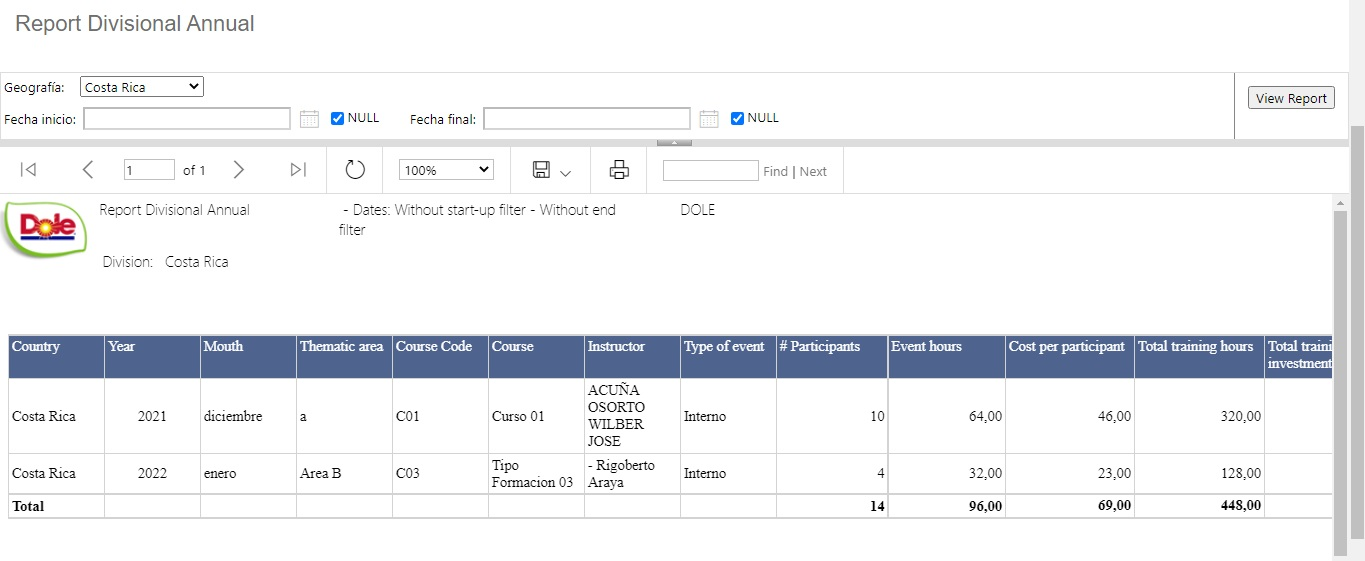 Report Divisional Annual
Geografía: Costa Rica
Fecha inicio: NULL Fecha final: NULL
View Report
1 of 1 100% Find | Next
Dole
Report Divisional Annual - Dates: Without start-up filter - Without end DOLE
filter
Division: Costa Rica
Country Year Mouth Thematic area Course Code Course Instructor Type of event # Participants Event hours Cost per participant Total training hours Total traini
investment
Costa Rica 2021 diciembre a C01 Curso 01 ACUÑA Interno 10 64,00 46,00 320,00
OSORTO
WILBER
JOSE
Costa Rica 2022 enero Area B C03 Tipo - Rigoberto Interno 4 32,00 23,00 128,00
Formacion 03 Araya
Total 14 96,00 69,00 448,00